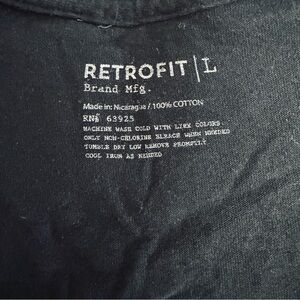 RETROFIT | L
Brand Mfg.
Made in: Nicaragua / 100% COTTON
RN# 63925
MACHINE WASH COLD WITH LIKE COLORS
ONLY NON-CHLORINE BLEACH WHEN NEEDED
TUMBLE DRY LOW REMOVE PROMPTLY
COOL IRON AS NEEDED